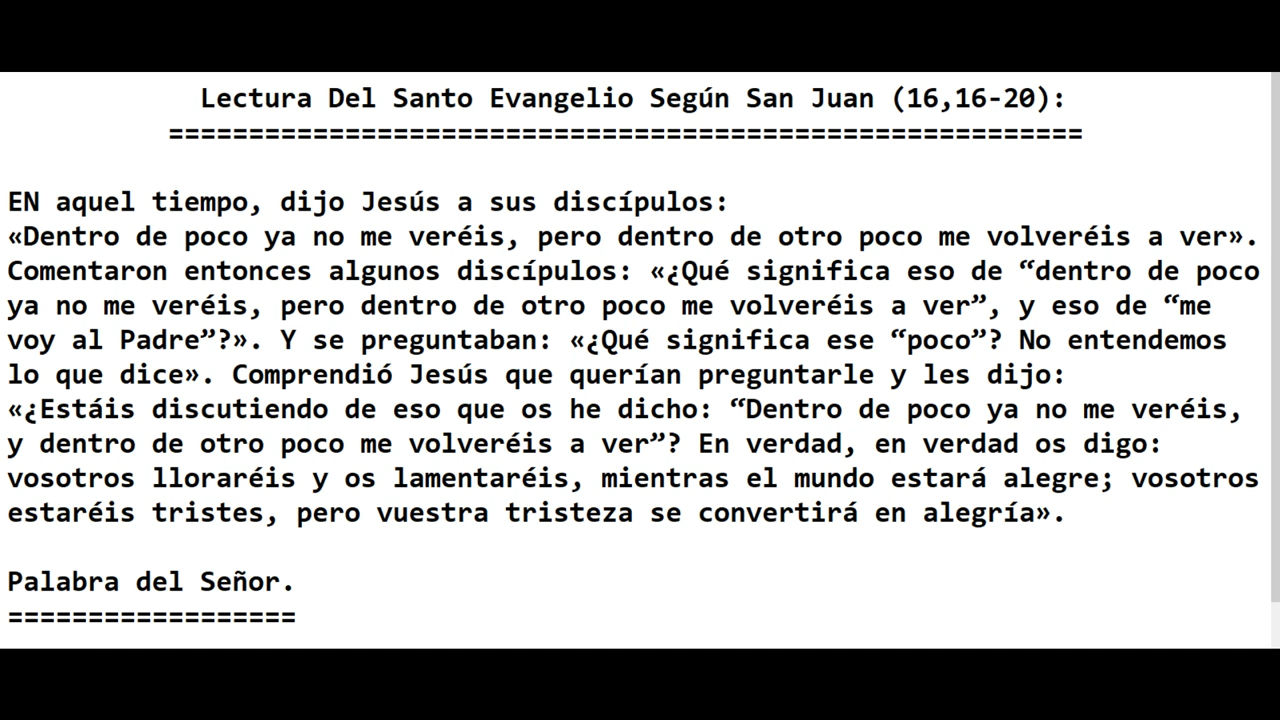 Lectura Del Santo Evangelio Según San Juan (16,16-20):
=========================================================
EN aquel tiempo, dijo Jesús a sus discípulos:
«Dentro de poco ya no me veréis, pero dentro de otro poco me volveréis a ver».
Comentaron entonces algunos discípulos: «¿Qué significa eso de “dentro de poco
ya no me veréis, pero dentro de otro poco me volveréis a ver”, y eso de “me
voy al Padre”?». Y se preguntaban: «¿Qué significa ese “poco”? No entendemos
lo que dice». Comprendió Jesús que querían preguntarle y les dijo:
«¿Estáis discutiendo de eso que os he dicho: “Dentro de poco ya no me veréis,
y dentro de otro poco me volveréis a ver”? En verdad, en verdad os digo:
vosotros lloraréis y os lamentaréis, mientras el mundo estará alegre; vosotros
estaréis tristes, pero vuestra tristeza se convertirá en alegría».
Palabra del Señor.
==================